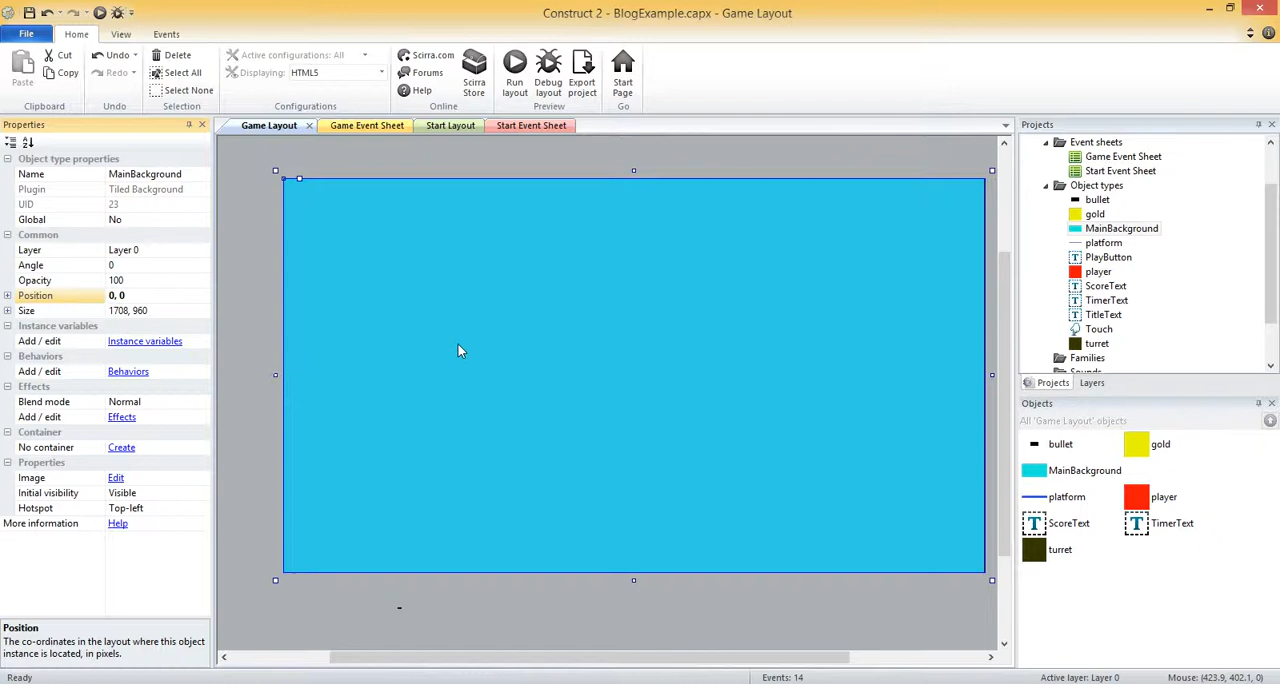 Construct 2 - BlogExample.capx - Game Layout
File Home View Events
Paste
Cut
Copy
Clipboard
Undo
Redo
Undo
Delete
Select All
Select None
Selection
Active configurations: All
Displaying: HTML5
Configurations
Scirra.com
Forums
Help
Scirra Store
Online
Run layout
Debug layout
Export project
Preview
Start Page
Go
Properties
Object type properties
Name MainBackground
Plugin Tiled Background
UID 23
Global No
Common
Layer Layer 0
Angle 0
Opacity 100
Position 0, 0
Size 1708, 960
Instance variables
Add / edit Instance variables
Behaviors
Add / edit Behaviors
Effects
Blend mode Normal
Add / edit Effects
Container
No container Create
Properties
Image Edit
Initial visibility Visible
Hotspot Top-left
More information Help
Position
The co-ordinates in the layout where this object
instance is located, in pixels.
Game Layout Game Event Sheet Start Layout Start Event Sheet
Projects
Event sheets
Game Event Sheet
Start Event Sheet
Object types
bullet
gold
MainBackground
platform
PlayButton
player
ScoreText
TimerText
TitleText
Touch
turret
Families
Sounds
Projects Layers
Objects
All 'Game Layout' objects
bullet gold
MainBackground
platform player
T ScoreText T TimerText
turret
Ready Events: 14 Active layer: Layer 0 Mouse: (423.9, 402.1, 0)